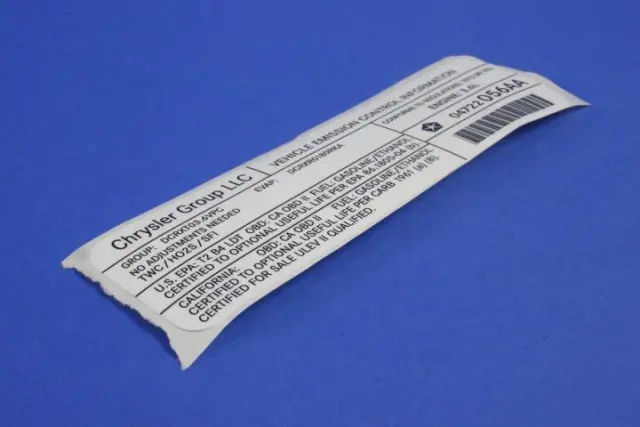 Chrysler Group LLC
VEHICLE EMISSION CONTROL INFORMATION
CONFORMS TO REGULATIONS:
GROUP: DCRXT03.6VPC
EVAP:
ENGINE: 3.6L
NO ADJUSTMENTS NEEDED
TWC/HO2S/SFI
04722056AA
U.S. EPA: T2 B4 LDT OBD: CA OBD II FUEL: GASOLINE/ETHANOL
CERTIFIED TO OPTIONAL USEFUL LIFE PER EPA 86.1805-04 (b).
CALIFORNIA: OBD: CA OBD II FUEL: GASOLINE/ETHANOL
CERTIFIED TO OPTIONAL USEFUL LIFE PER CARB 1961 (a) (8).
CERTIFIED FOR SALE ULEV II QUALIFIED.